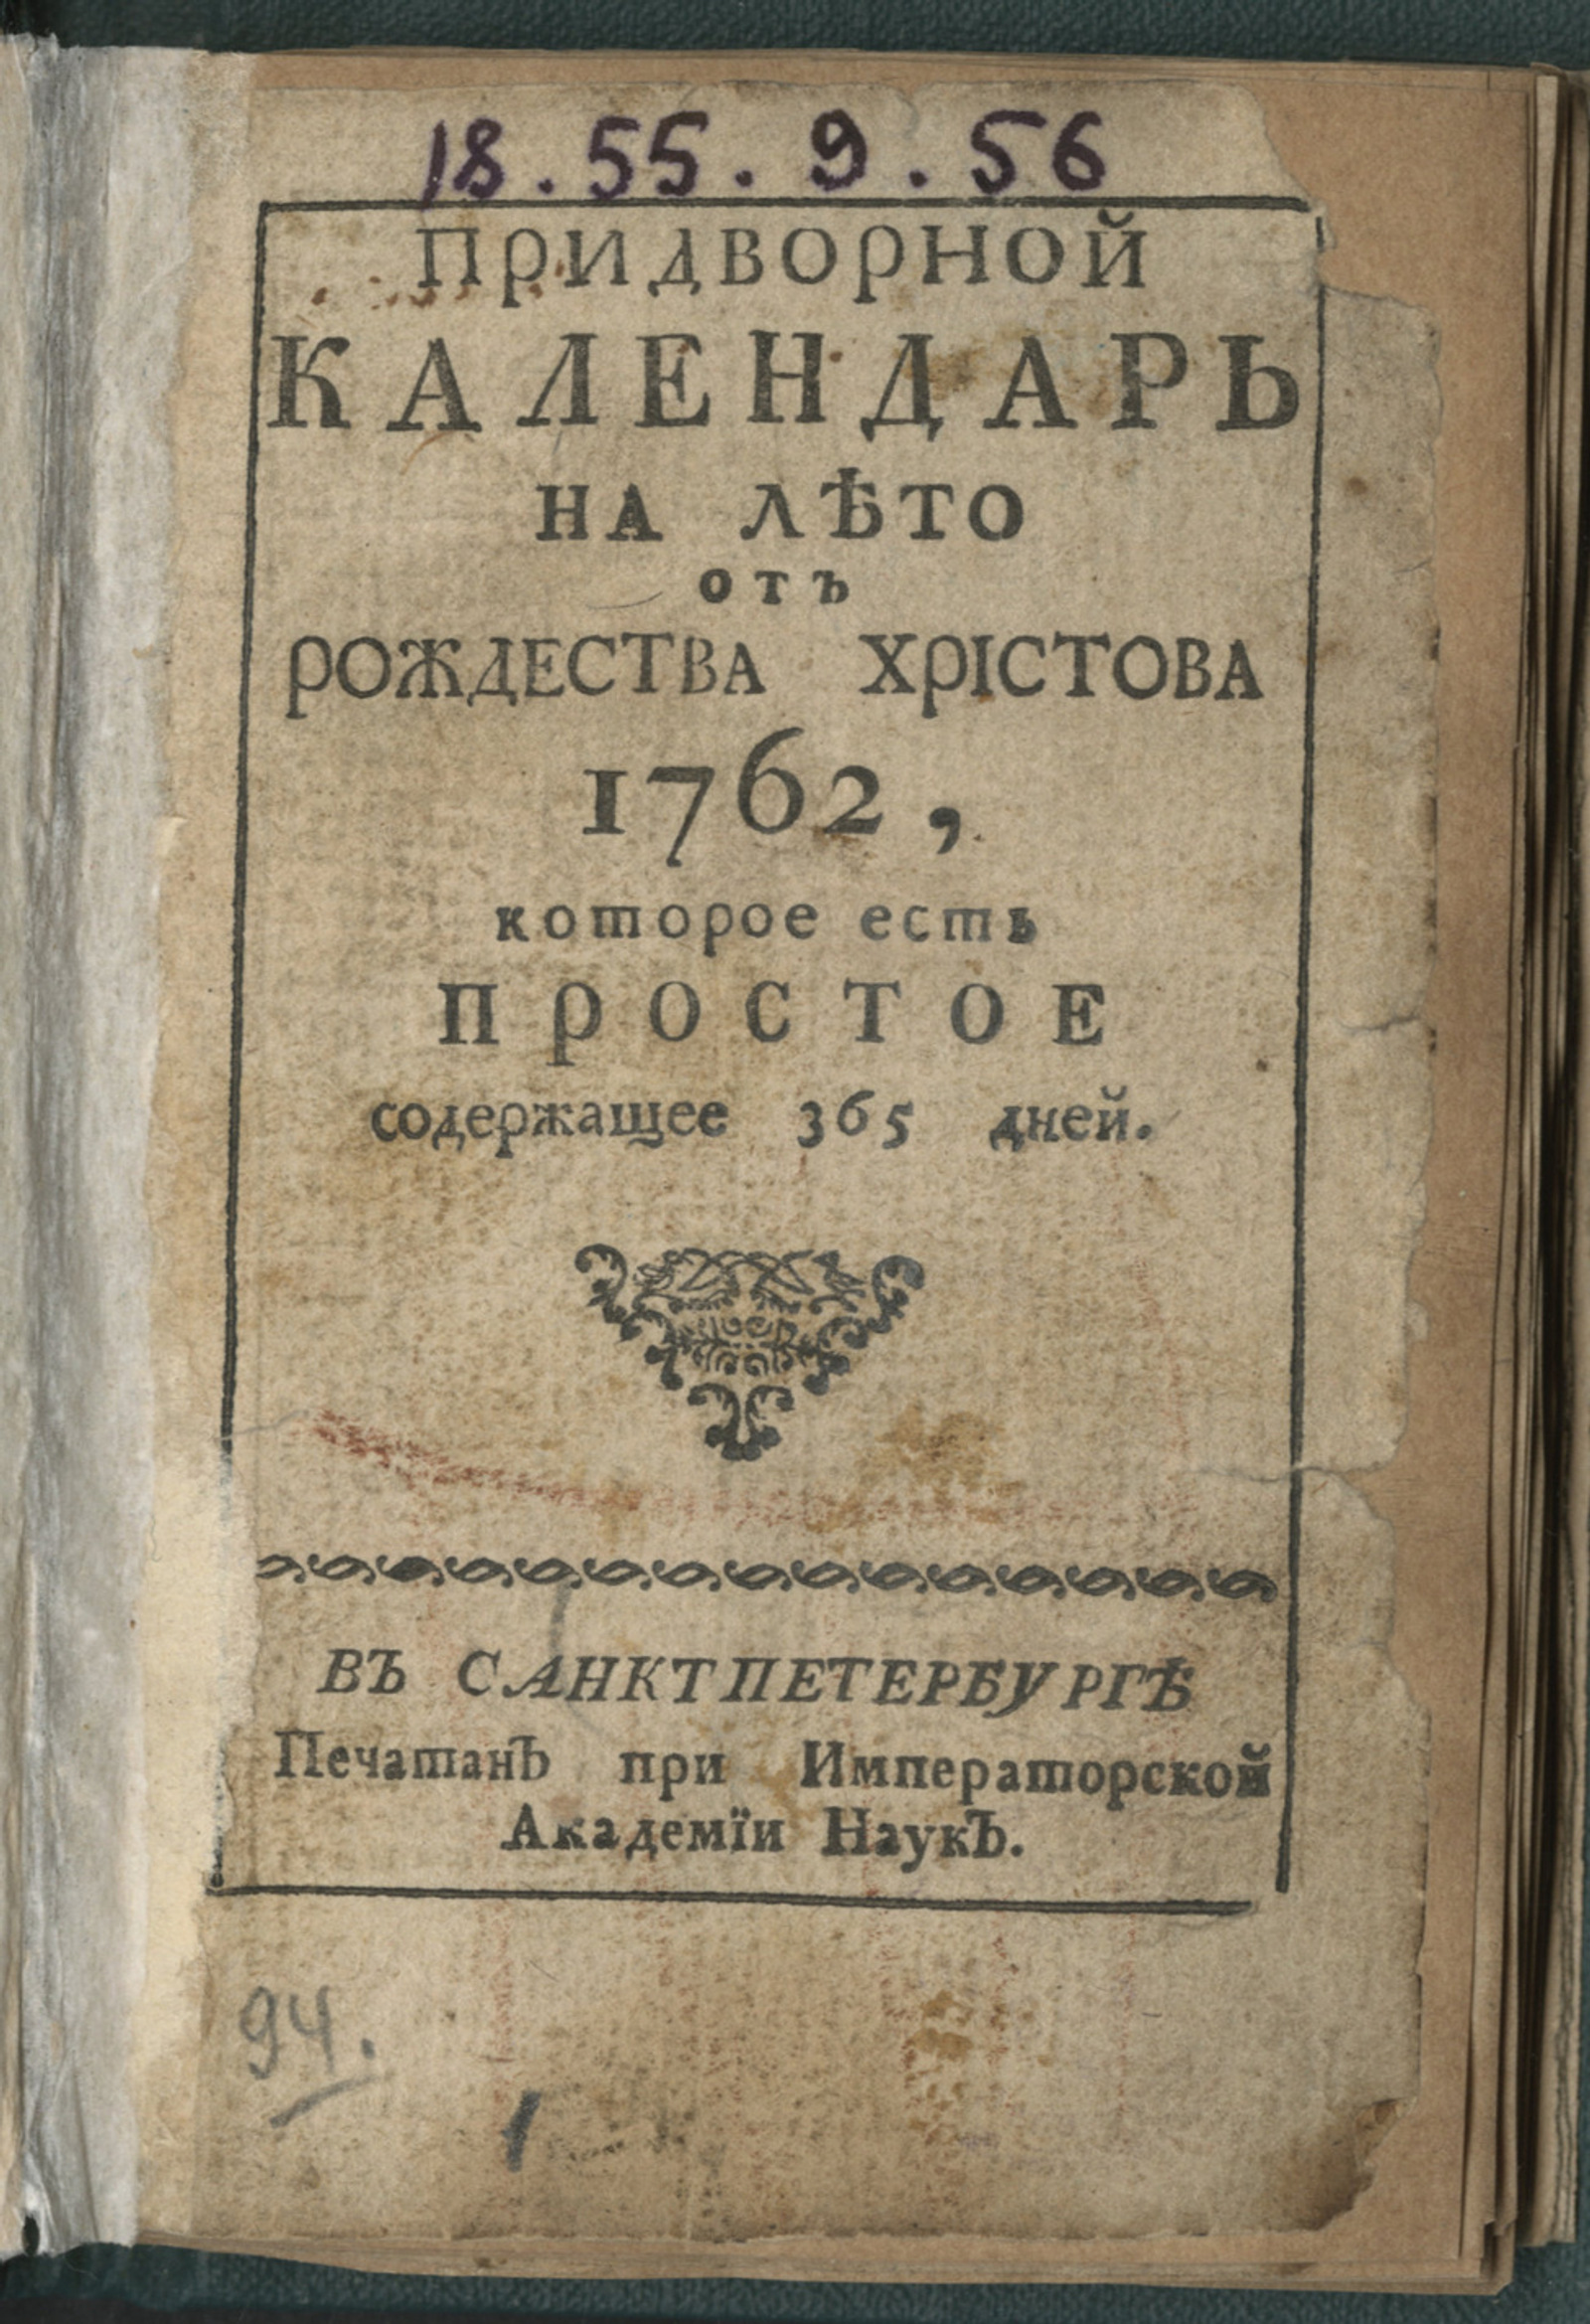 18.55.9.56
ПРИДВОРНОЙ
КАЛЕНДАРЬ
НА ЛѢТО
отъ
РОЖДЕСТВА ХРІСТОВА
1762,
которое есть
ПРОСТОЕ
содержащее 365 дней.
ВЪ САНКТПЕТЕРБУРГѢ
Печатанъ при Императорской
Академїи Наукъ.
94.
1